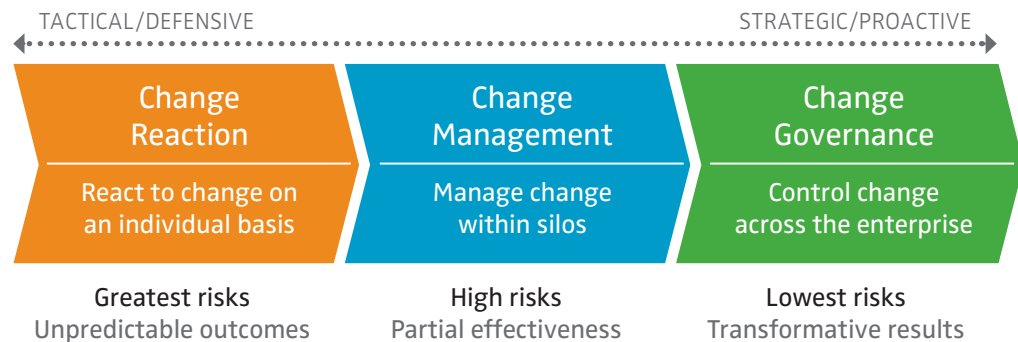 TACTICAL/DEFENSIVE
STRATEGIC/PROACTIVE
Change
Reaction
React to change on
an individual basis
Greatest risks
Unpredictable outcomes
Change
Management
Manage change
within silos
High risks
Partial effectiveness
Change
Governance
Control change
across the enterprise
Lowest risks
Transformative results